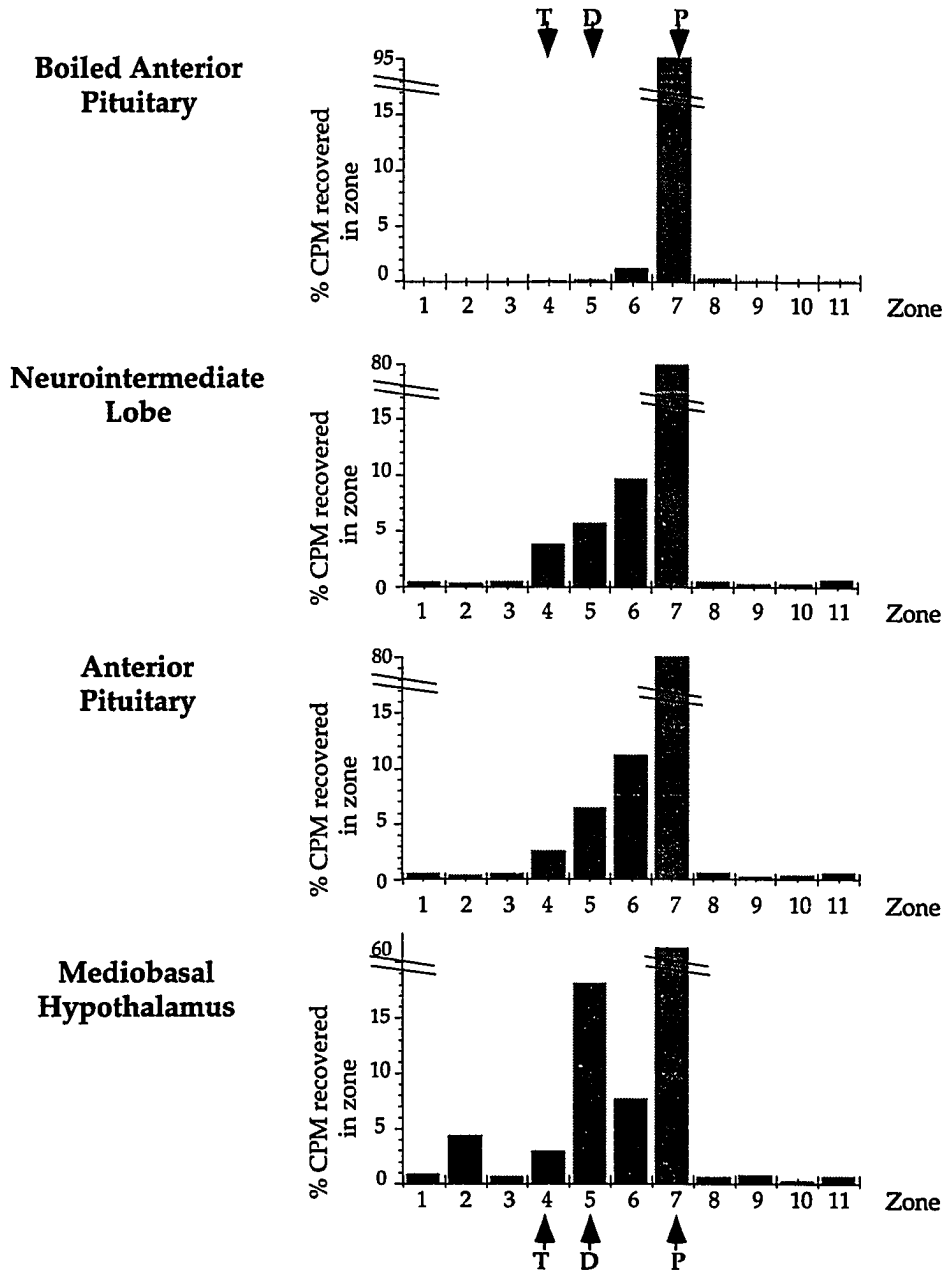 T D P
Boiled Anterior
Pituitary
% CPM recovered
in zone
95
15
10
5
0
1 2 3 4 5 6 7 8 9 10 11 Zone
Neurointermediate
Lobe
% CPM recovered
in zone
80
15
10
5
0
1 2 3 4 5 6 7 8 9 10 11 Zone
Anterior
Pituitary
% CPM recovered
in zone
80
15
10
5
0
1 2 3 4 5 6 7 8 9 10 11 Zone
Mediobasal
Hypothalamus
% CPM recovered
in zone
60
15
10
5
0
1 2 3 4 5 6 7 8 9 10 11 Zone
T D P